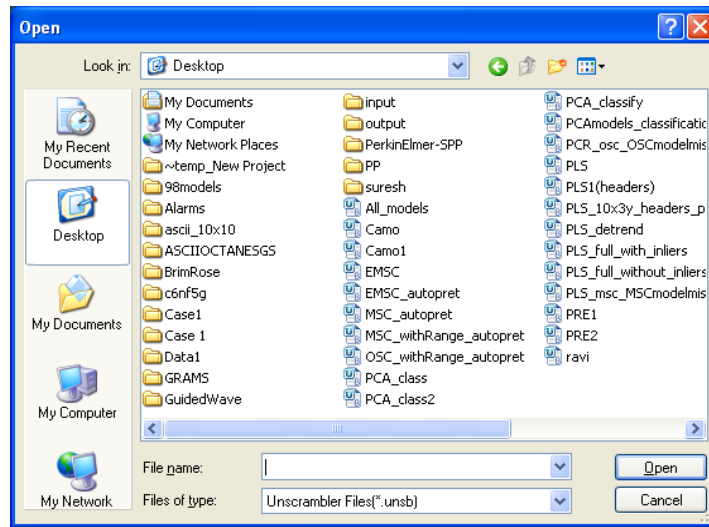 Open
Look in:
Desktop
My Recent
Documents
Desktop
My Documents
My Computer
My Network
My Documents
My Computer
My Network Places
~temp_New Project
98models
Alarms
ascii_10x10
ASCIIOCTANESGS
BrimRose
c6nf5g
Case1
Case 1
Data1
GRAMS
GuidedWave
input
output
PerkinElmer-SPP
PP
suresh
All_models
Camo
Camo1
EMSC
EMSC_autopret
MSC_autopret
MSC_withRange_autopret
OSC_withRange_autopret
PCA_class
PCA_class2
PCA_classify
PCAmodels_classificatic
PCR_osc_OSCmodelmis
PLS
PLS1(headers)
PLS_10x3y_headers_p
PLS_detrend
PLS_full_with_inliers
PLS_full_without_inliers
PLS_msc_MSCmodelmis
PRE1
PRE2
ravi
File name:
Open
Files of type:
Unscrambler Files(*.unsb)
Cancel